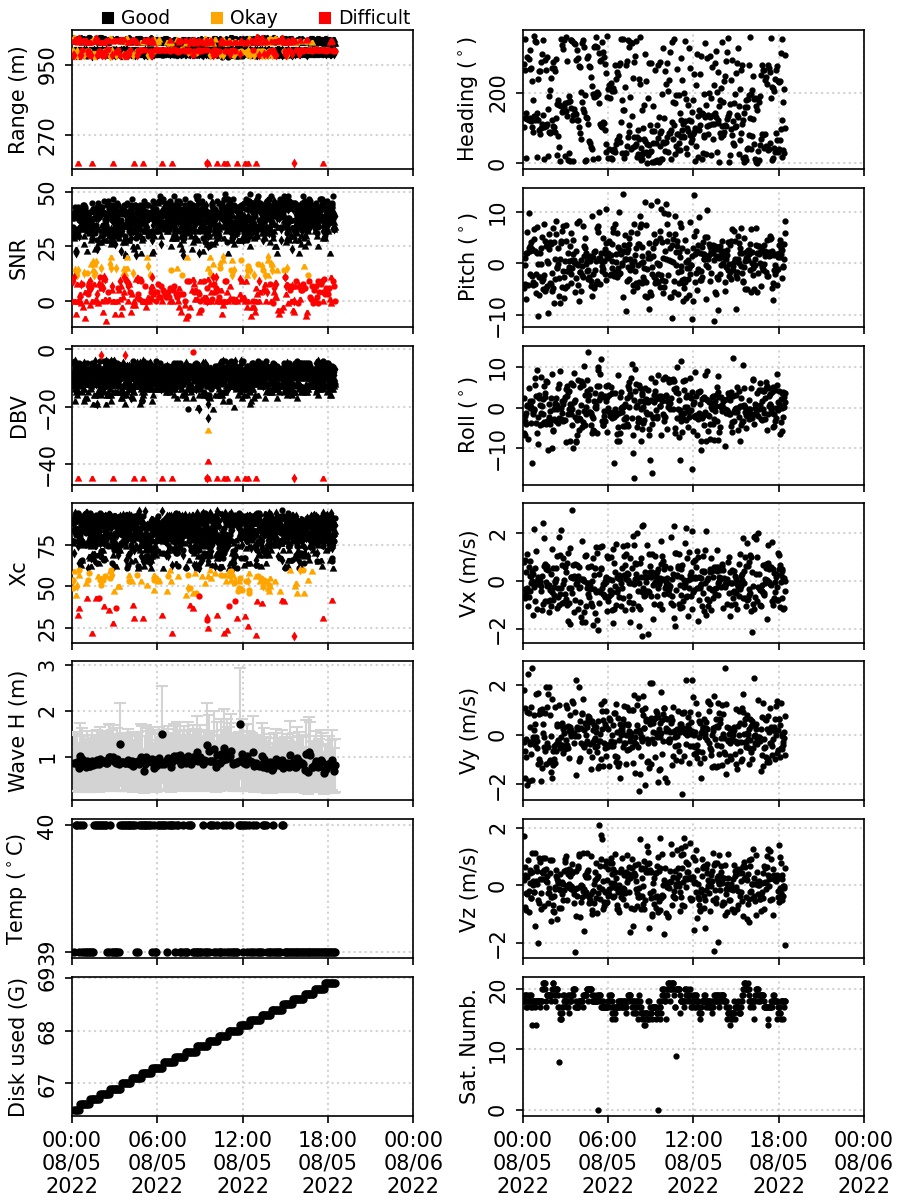 Good Okay Difficult
Range (m)
950
270
SNR
50
25
0
DBV
0
−20
−40
Xc
75
50
25
Wave H (m)
3
2
1
Temp (°C)
40
39
Disk used (G)
69
68
67
00:00 06:00 12:00 18:00 00:00
08/05 08/05 08/05 08/05 08/06
2022 2022 2022 2022 2022
Heading (°)
200
0
Pitch (°)
10
0
−10
Roll (°)
10
0
−10
Vx (m/s)
2
0
−2
Vy (m/s)
2
0
−2
Vz (m/s)
2
0
−2
Sat. Numb.
20
10
0
00:00 06:00 12:00 18:00 00:00
08/05 08/05 08/05 08/05 08/06
2022 2022 2022 2022 2022